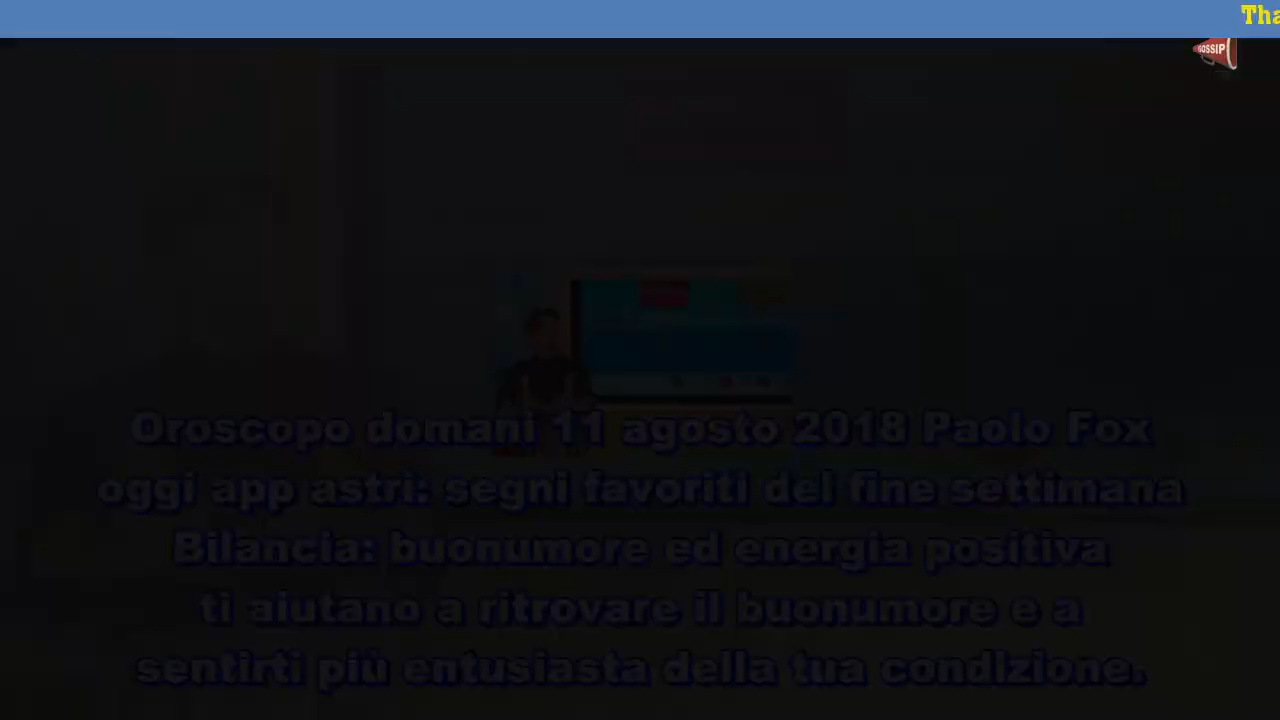 Tha
GOSSIP
Oroscopo domani 11 agosto 2018 Paolo Fox
oggi app astri: segni favoriti del fine settimana
Bilancia: buonumore ed energia positiva
ti aiutano a ritrovare il buonumore e a
sentirti più entusiasta della tua condizione.